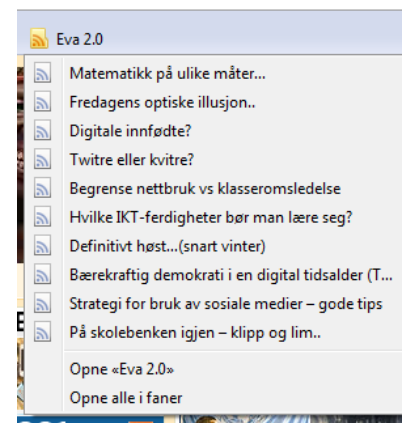 Eva 2.0
Matematikk på ulike måter...
Fredagens optiske illusjon..
Digitale innfødte?
Twitre eller kvitre?
Begrense nettbruk vs klasseromsledelse
Hvilke IKT-ferdigheter bør man lære seg?
Definitivt høst...(snart vinter)
Bærekraftig demokrati i en digital tidsalder (T...
Strategi for bruk av sosiale medier – gode tips
På skolebenken igjen – klipp og lim..
Opne «Eva 2.0»
Opne alle i faner